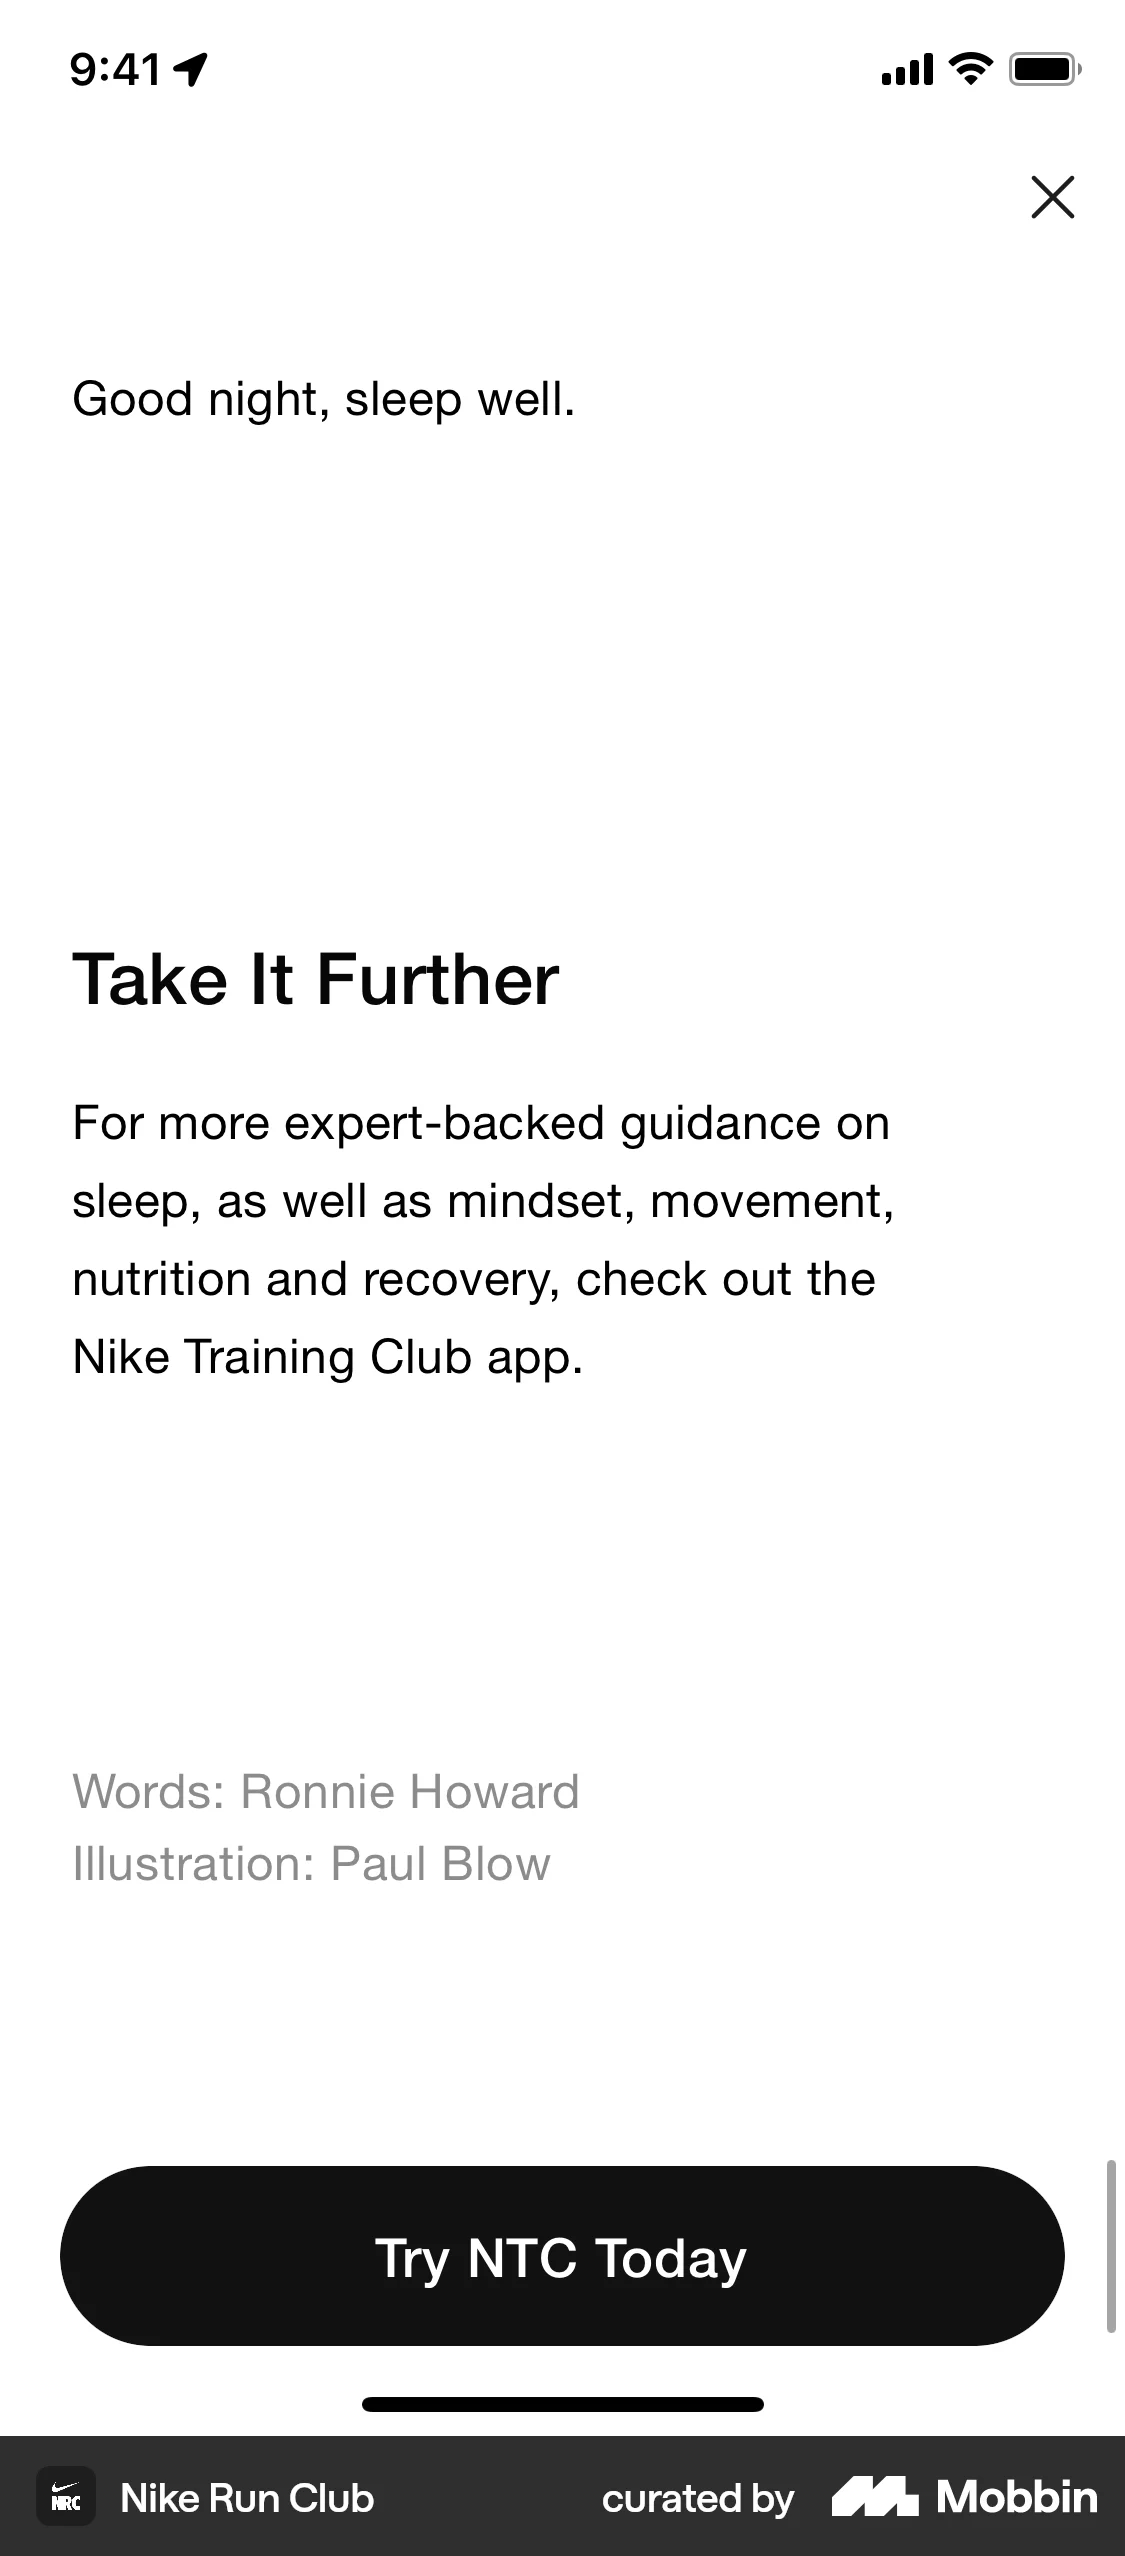 9:41
Good night, sleep well.
Take It Further
For more expert-backed guidance on
sleep, as well as mindset, movement,
nutrition and recovery, check out the
Nike Training Club app.
Words: Ronnie Howard
Illustration: Paul Blow
Try NTC Today
NRC
Nike Run Club
curated by
Mobbin